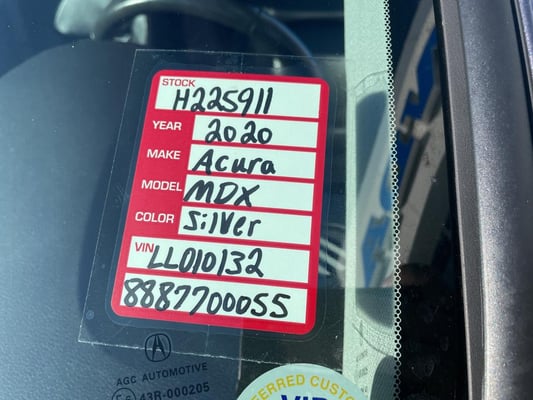 STOCK H225911
YEAR 2020
MAKE Acura
MODEL MDX
COLOR Silver
VIN LL010132
8887700055
AGC AUTOMOTIVE
43R-000205